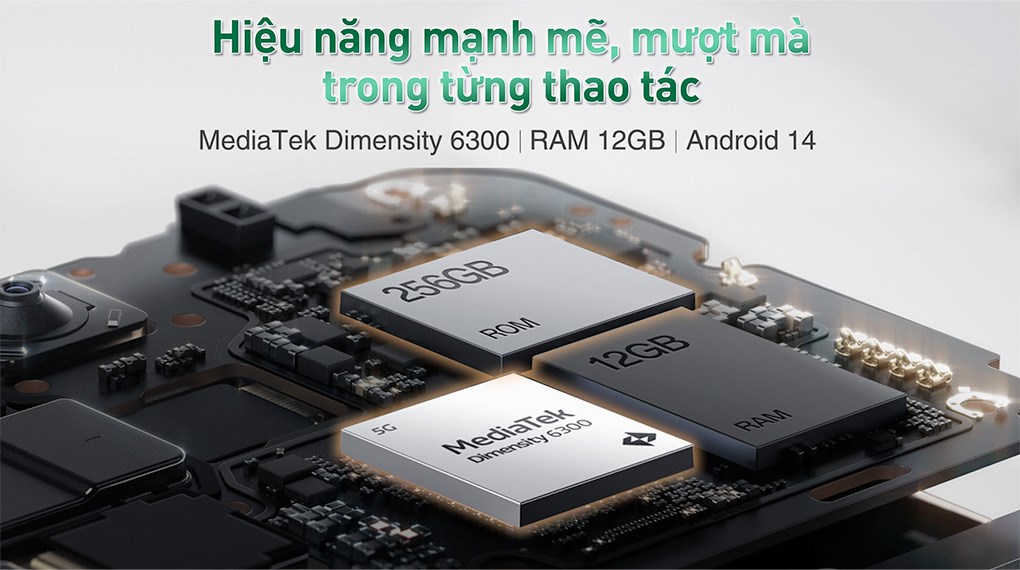 Hiệu năng mạnh mẽ, mượt mà
trong từng thao tác
MediaTek Dimensity 6300 | RAM 12GB | Android 14
256GB
ROM
12GB
RAM
5G
MediaTek
Dimensity 6300